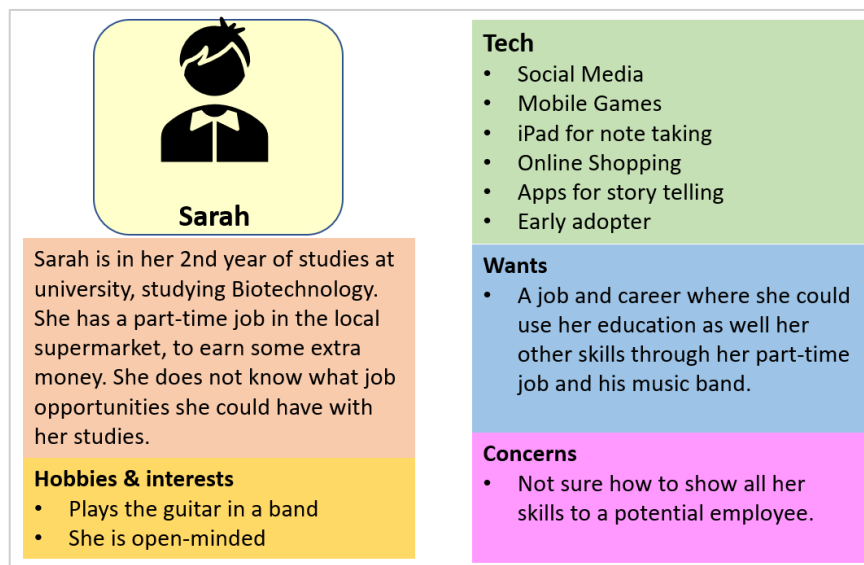 Sarah
Sarah is in her 2nd year of studies at
university, studying Biotechnology.
She has a part-time job in the local
supermarket, to earn some extra
money. She does not know what job
opportunities she could have with
her studies.
Hobbies & interests
• Plays the guitar in a band
• She is open-minded
Tech
• Social Media
• Mobile Games
• iPad for note taking
• Online Shopping
• Apps for story telling
• Early adopter
Wants
• A job and career where she could
use her education as well her
other skills through her part-time
job and his music band.
Concerns
• Not sure how to show all her
skills to a potential employee.